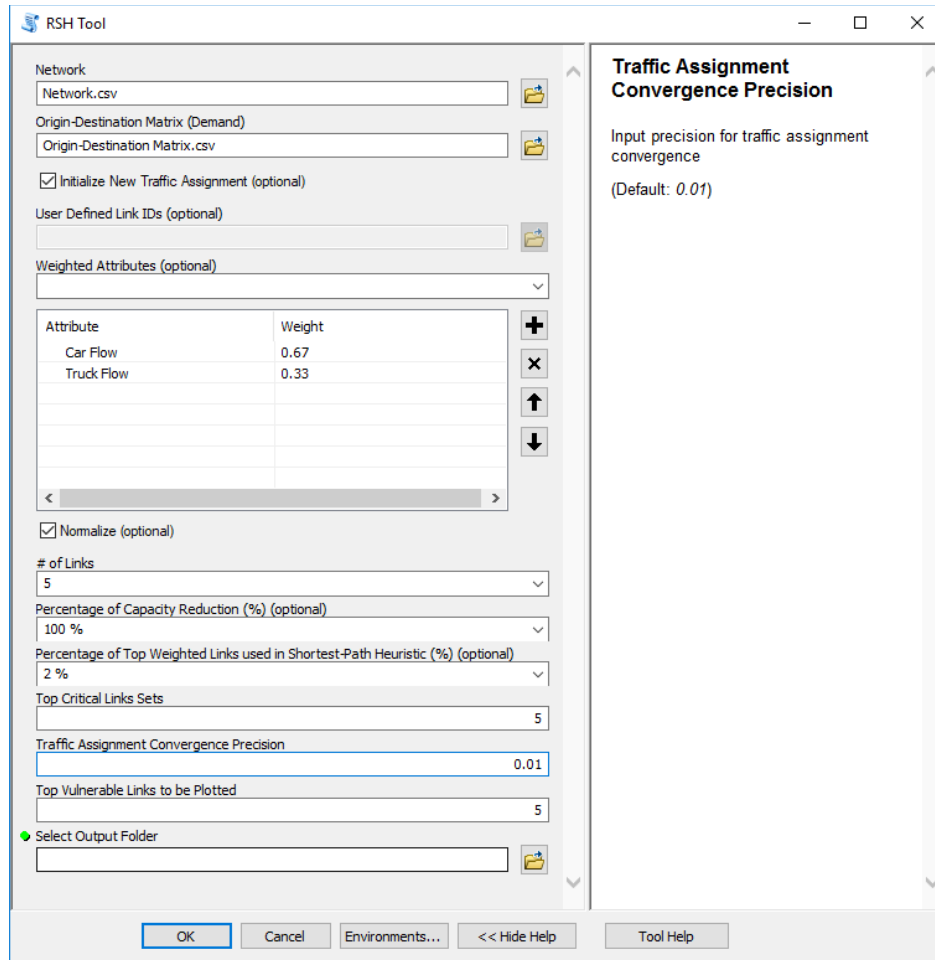 RSH Tool
Network
Network.csv
Origin-Destination Matrix (Demand)
Origin-Destination Matrix.csv
Initialize New Traffic Assignment (optional)
User Defined Link IDs (optional)
Weighted Attributes (optional)
Attribute Weight
Car Flow 0.67
Truck Flow 0.33
Normalize (optional)
# of Links
5
Percentage of Capacity Reduction (%) (optional)
100 %
Percentage of Top Weighted Links used in Shortest-Path Heuristic (%) (optional)
2 %
Top Critical Links Sets
5
Traffic Assignment Convergence Precision
0.01
Top Vulnerable Links to be Plotted
5
Select Output Folder
Traffic Assignment
Convergence Precision
Input precision for traffic assignment
convergence
(Default: 0.01)
OK Cancel Environments... << Hide Help Tool Help